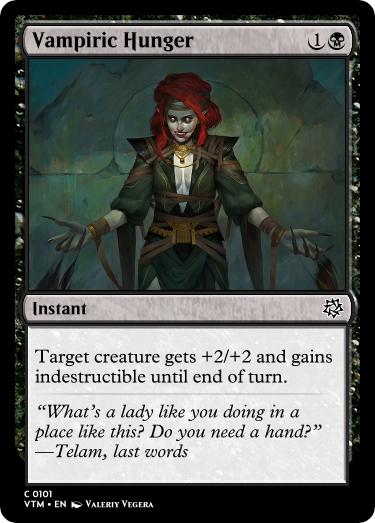 Vampiric Hunger 1
Instant
Target creature gets +2/+2 and gains
indestructible until end of turn.
“What’s a lady like you doing in a
place like this? Do you need a hand?”
—Telam, last words
C 0101
VTM • EN Valeriy Vegera